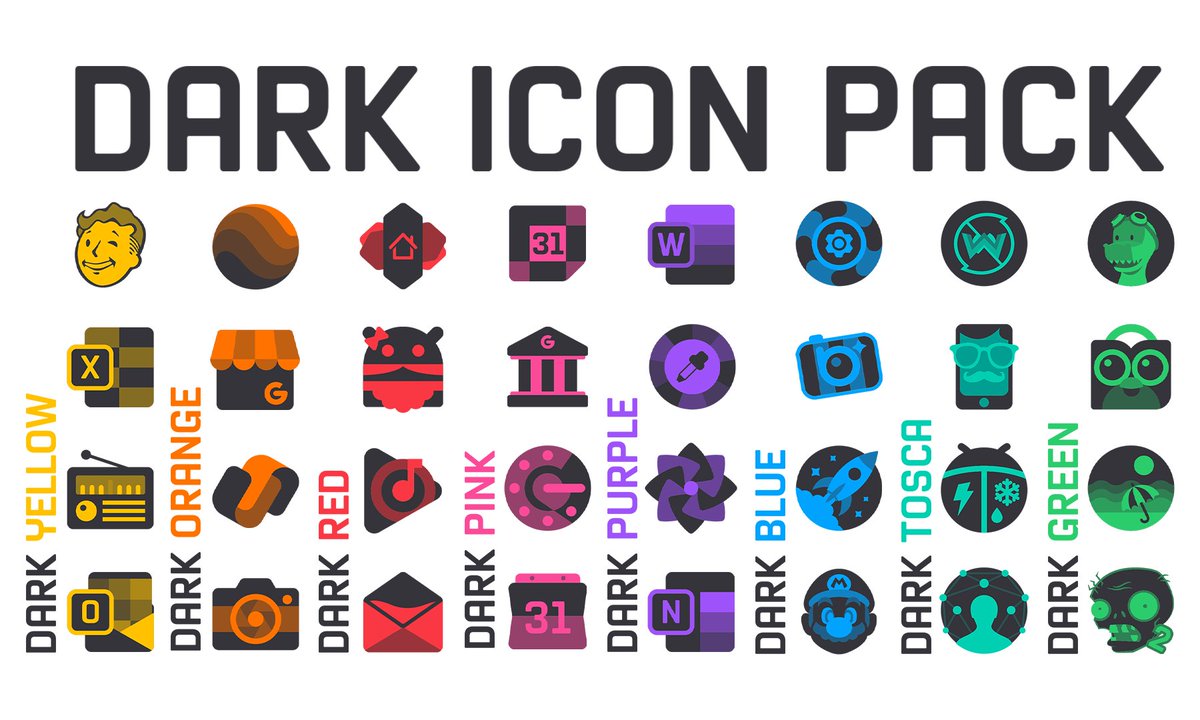 DARK ICON PACK
DARK YELLOW
X
O
DARK ORANGE
G
DARK RED
DARK PINK
31
G
31
DARK PURPLE
W
N
DARK BLUE
M
DARK TOSCA
W
DARK GREEN
2